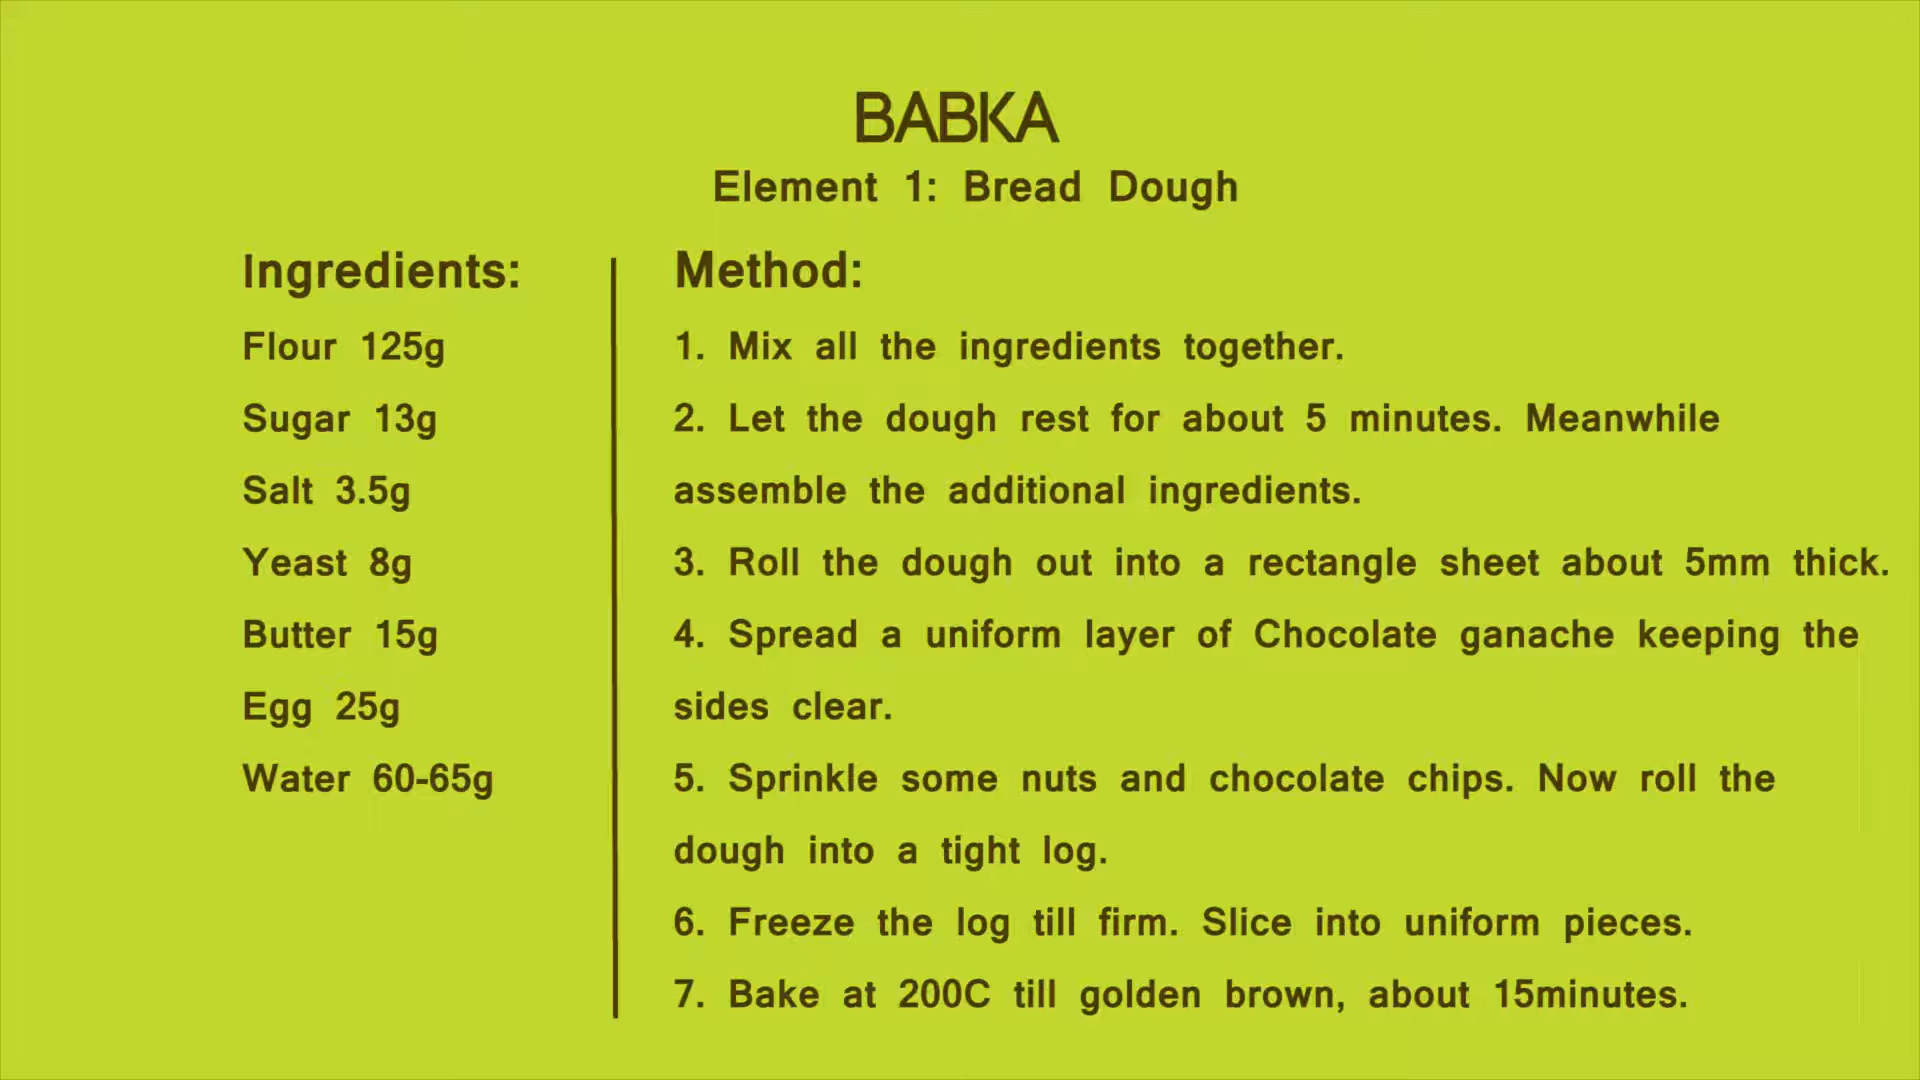 BABKA
Element 1: Bread Dough
Ingredients:
Flour 125g
Sugar 13g
Salt 3.5g
Yeast 8g
Butter 15g
Egg 25g
Water 60-65g
Method:
1. Mix all the ingredients together.
2. Let the dough rest for about 5 minutes. Meanwhile
assemble the additional ingredients.
3. Roll the dough out into a rectangle sheet about 5mm thick.
4. Spread a uniform layer of Chocolate ganache keeping the
sides clear.
5. Sprinkle some nuts and chocolate chips. Now roll the
dough into a tight log.
6. Freeze the log till firm. Slice into uniform pieces.
7. Bake at 200C till golden brown, about 15minutes.